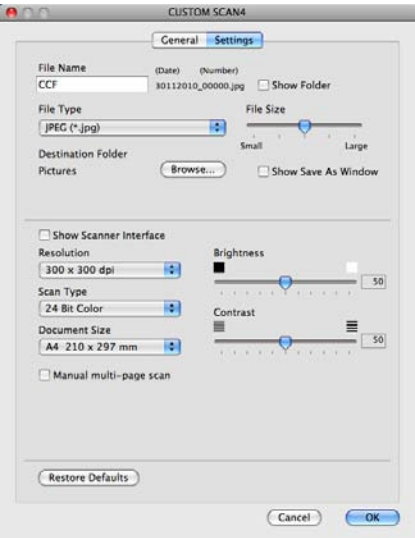 CUSTOM SCAN4
General Settings
File Name (Date) (Number)
CCF 30112010_00000.jpg Show Folder
File Type File Size
JPEG (*.jpg)
Small Large
Destination Folder
Pictures Browse... Show Save As Window
Show Scanner Interface
Resolution Brightness
300 x 300 dpi 50
Scan Type
24 Bit Color Contrast
Document Size
A4 210 x 297 mm 50
Manual multi-page scan
Restore Defaults
Cancel OK